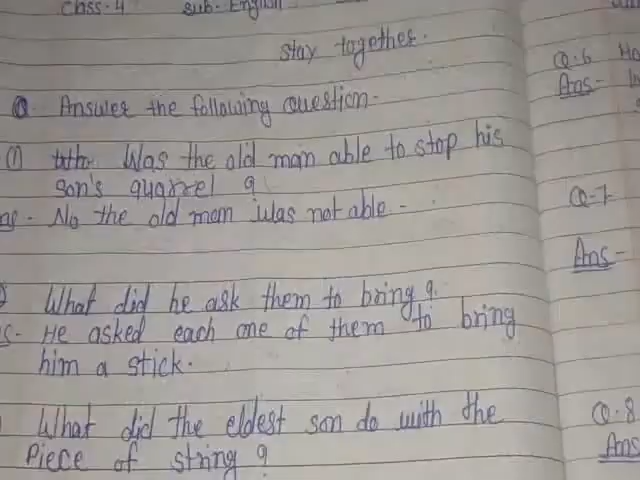 Class-4 Sub- English
stay together.
Q Answer the following question-
(1) Was the old man able to stop his
son's quarrel ?
Ans- No the old man was not able -
What did he ask them to bring ?
He asked each one of them to bring
him a stick.
What did the eldest son do with the
Piece of string ?
Q.6 Ho
Ans-
Q.7
Ans-
Q.8
Ans